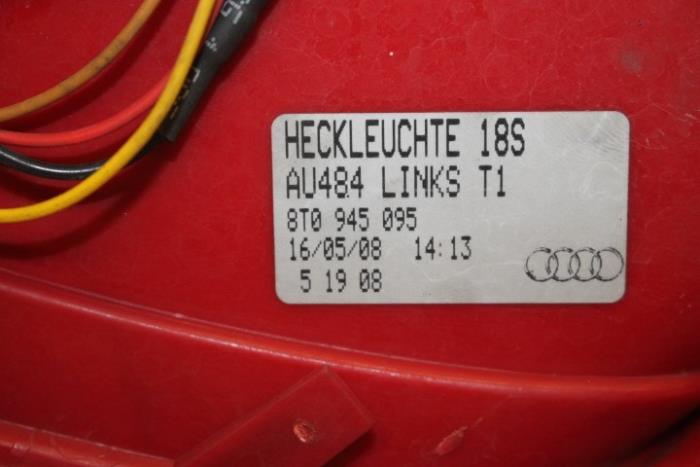 HECKLEUCHTE 18S
AU484 LINKS T1
8T0 945 095
16/05/08 14:13
5 19 08